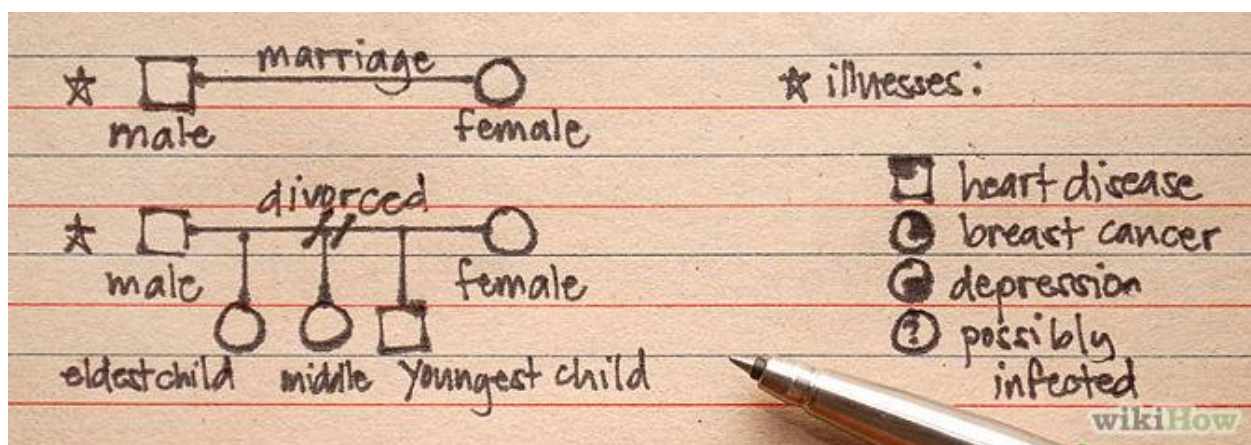 marriage
male female
divorced
male female
eldest child middle youngest child
illnesses:
heart disease
breast cancer
depression
? possibly
infected
wikiHow